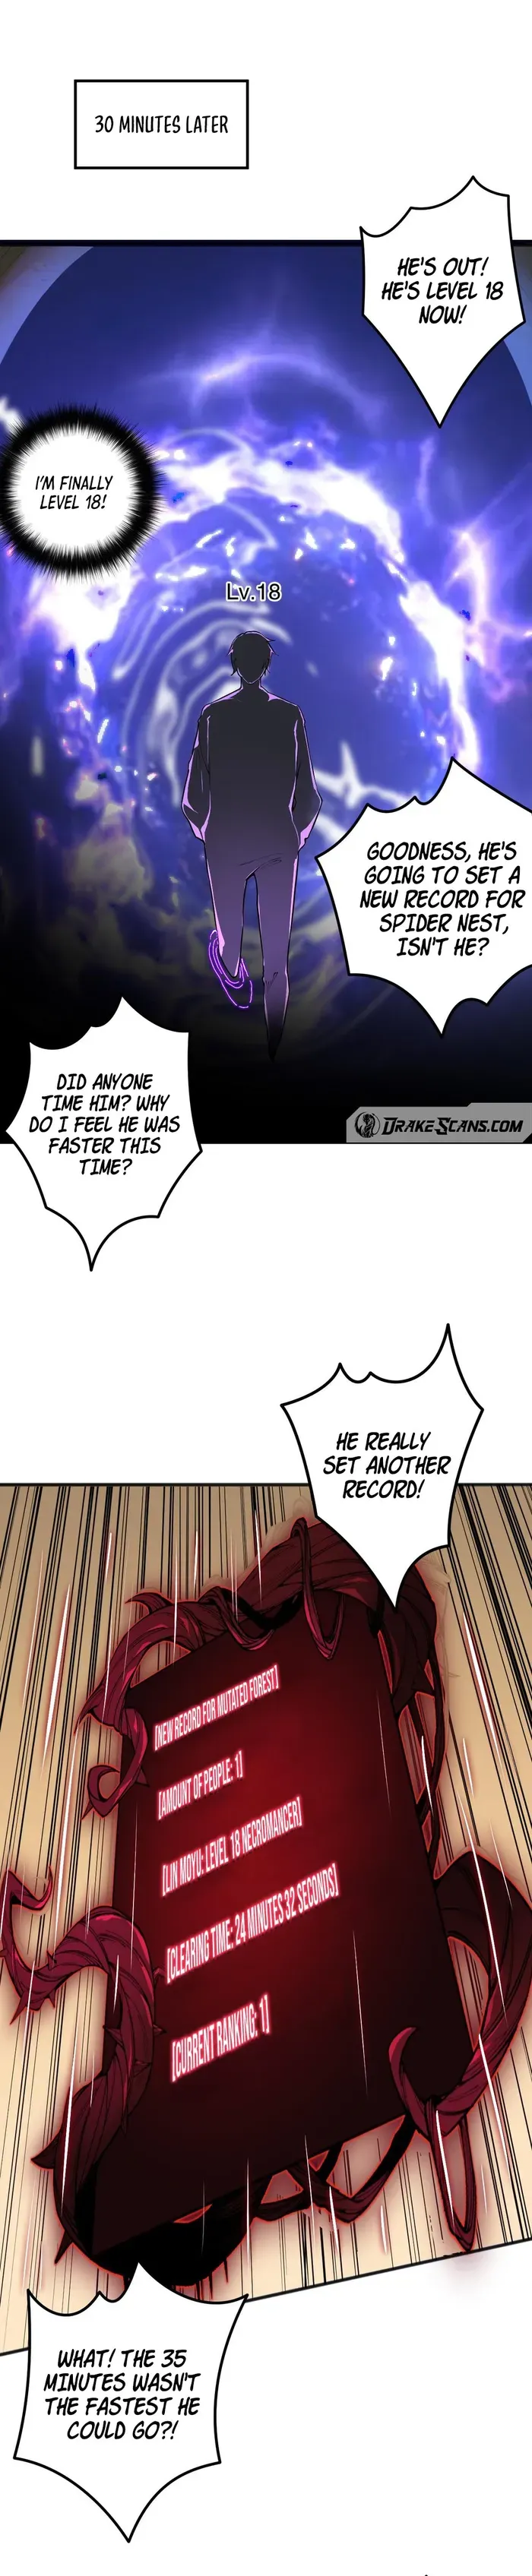 30 MINUTES LATER
HE'S OUT!
HE'S LEVEL 18
NOW!
I'M FINALLY
LEVEL 18!
Lv.18
GOODNESS, HE'S
GOING TO SET A
NEW RECORD FOR
SPIDER NEST,
ISN'T HE?
DID ANYONE
TIME HIM? WHY
DO I FEEL HE WAS
FASTER THIS
TIME?
DRAKESCANS.COM
HE REALLY
SET ANOTHER
RECORD!
[NEW RECORD FOR MUTATED FOREST]
[AMOUNT OF PEOPLE: 1]
[LIN MOYU: LEVEL 18 NECROMANCER]
[CLEARING TIME: 24 MINUTES 32 SECONDS]
[CURRENT RANKING: 1]
WHAT! THE 35
MINUTES WASN'T
THE FASTEST HE
COULD GO?!